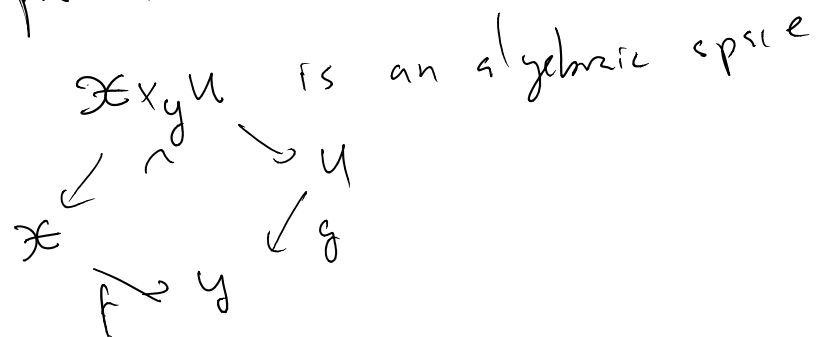 𝒳 ×_𝒴 U is an algebraic space
U
𝒳
g
f
𝒴